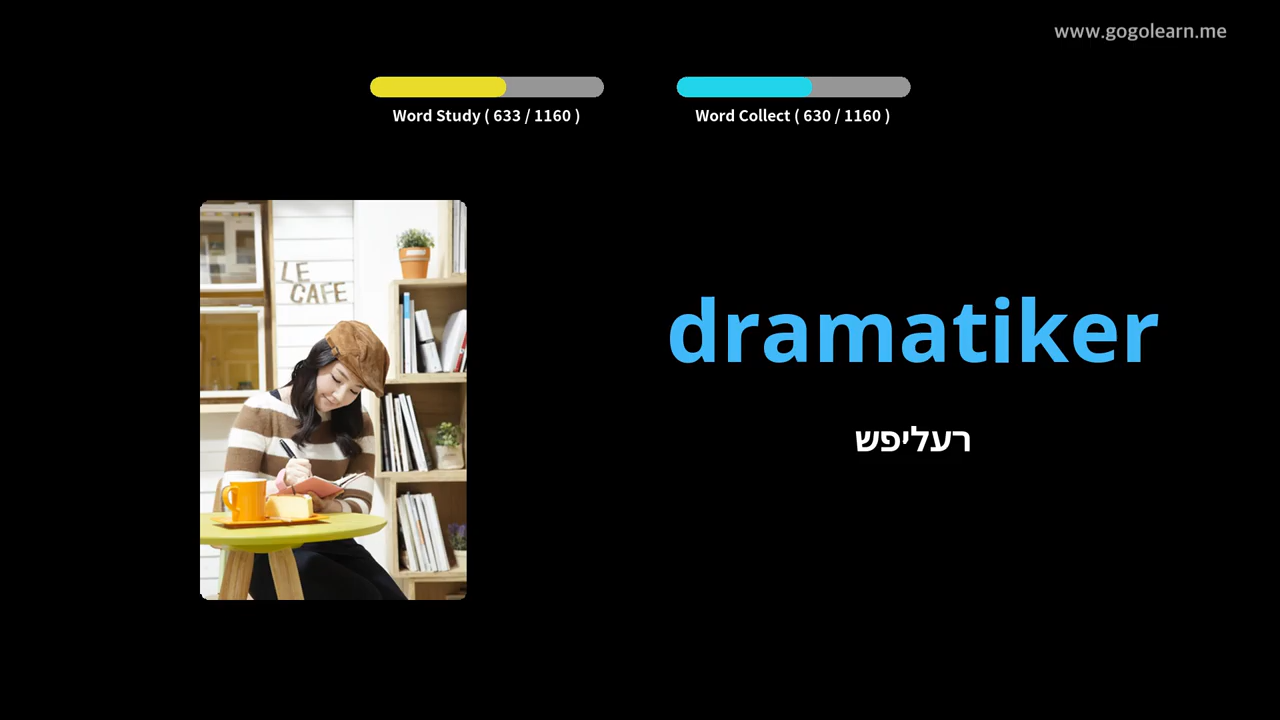 www.gogolearn.me
Word Study ( 633 / 1160 )
Word Collect ( 630 / 1160 )
LE
CAFE
dramatiker
רעליפש